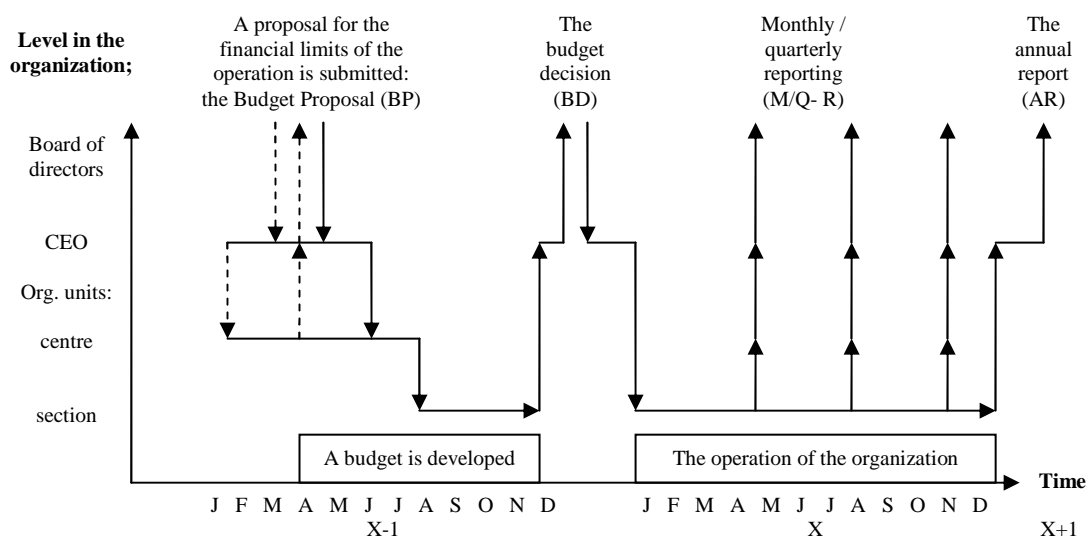 Level in the
organization;
A proposal for the
financial limits of the
operation is submitted:
the Budget Proposal (BP)
The
budget
decision
(BD)
Monthly /
quarterly
reporting
(M/Q- R)
The
annual
report
(AR)
Board of
directors
CEO
Org. units:
centre
section
A budget is developed
The operation of the organization
Time
J F M A M J J A S O N D
J F M A M J J A S O N D
X-1
X
X+1